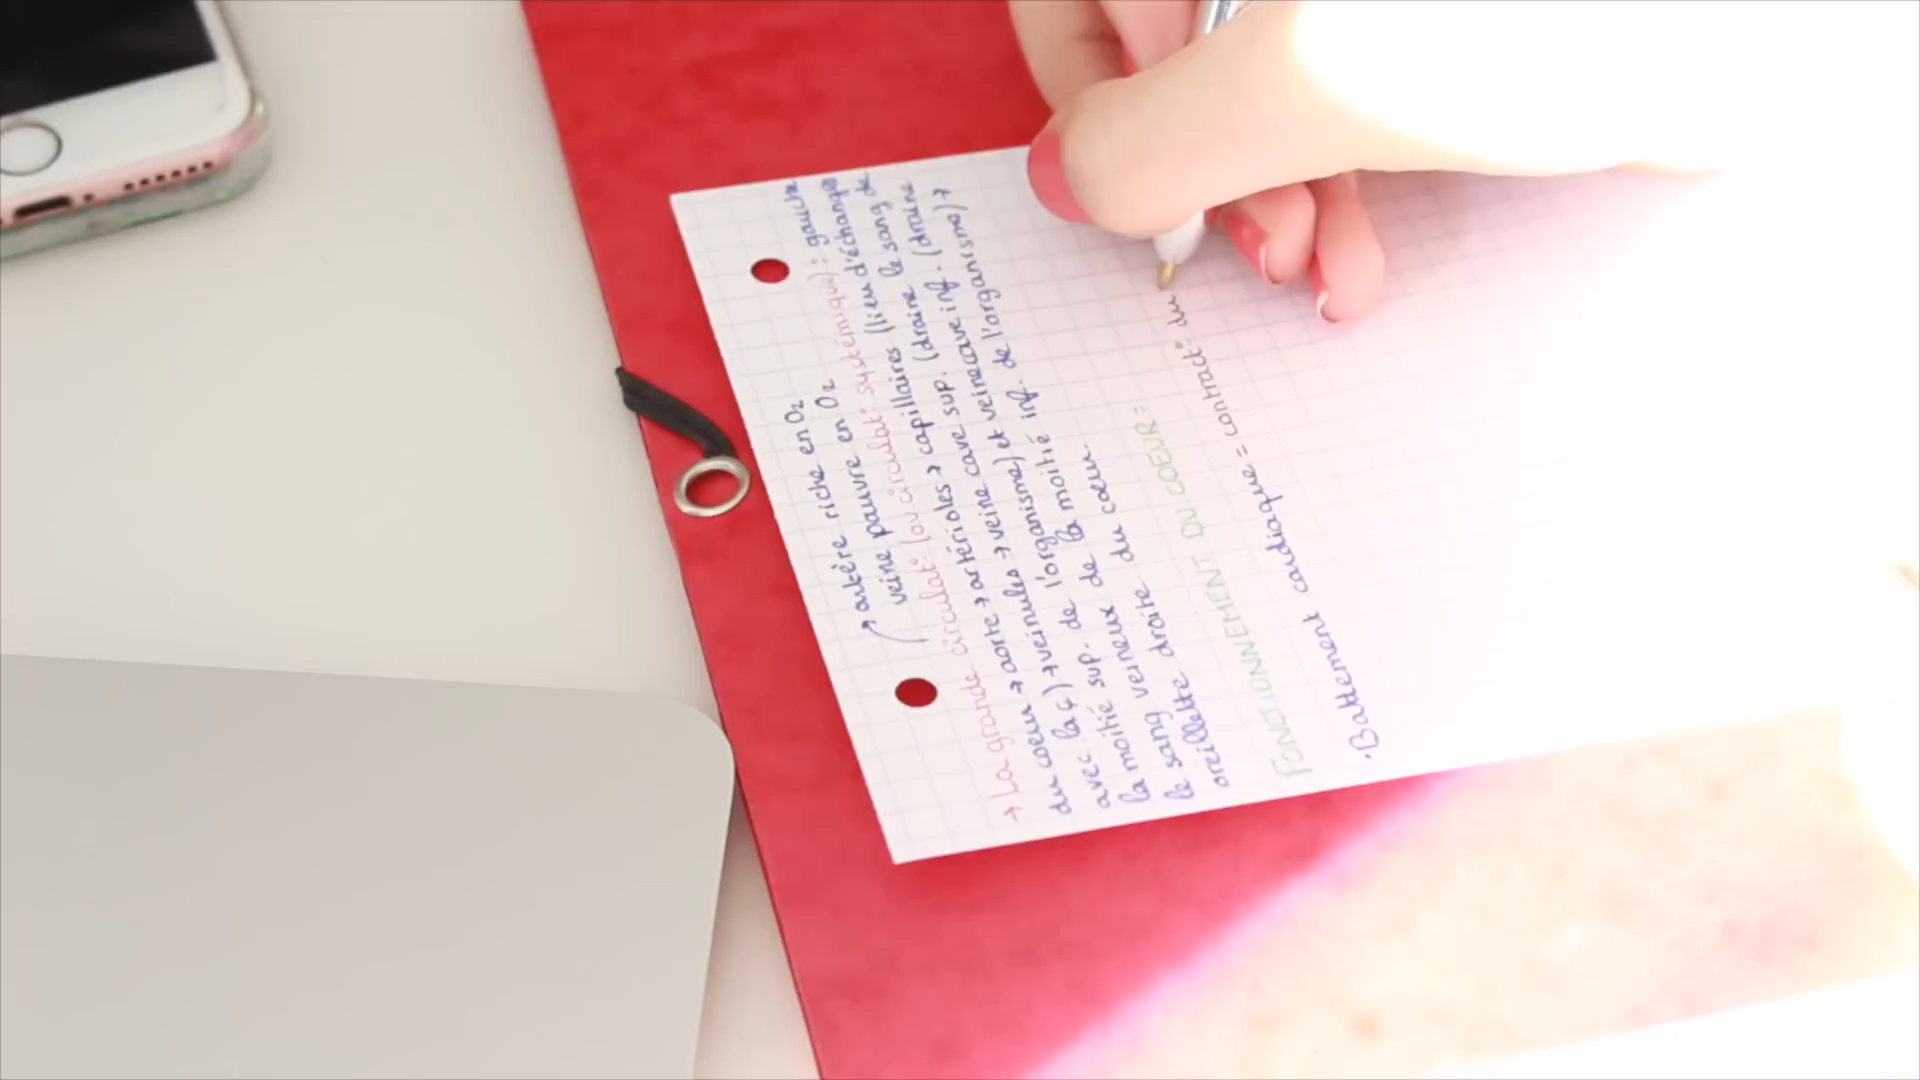 ↗ artère riche en O₂
veine pauvre en O₂
→ La grande circulat° (ou circulat° systémique) : gauche
du coeur → aorte → artérioles → capillaires (lieu d'échange
avec la ç) → veinules → veine cave sup. (draine le sang de
la moitié sup. de l'organisme) et veine cave inf. (draine
le sang veineux de la moitié inf. de l'organisme) →
oreillette droite du cœur.
FONCTIONNEMENT DU COEUR :
• Battement cardiaque = contract° du